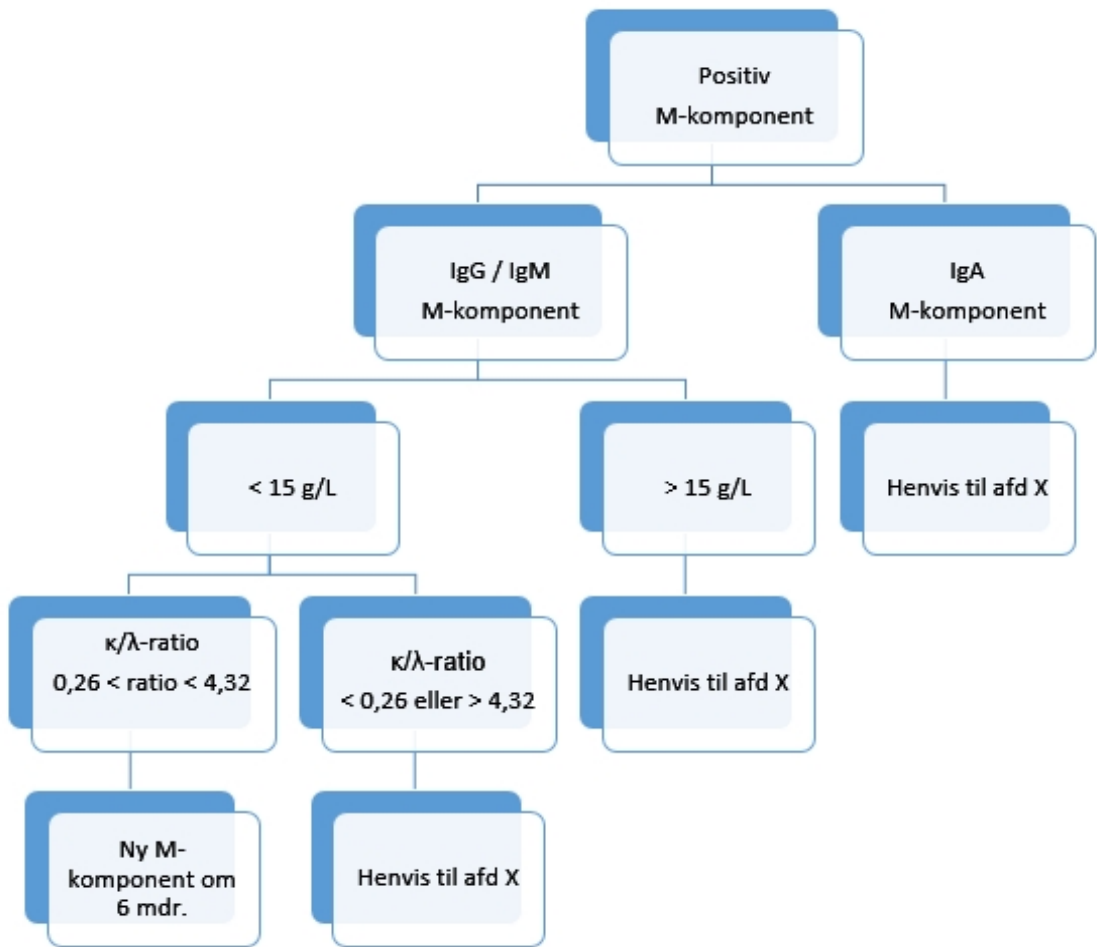 Positiv
M-komponent
IgG / IgM
M-komponent
IgA
M-komponent
< 15 g/L
> 15 g/L
Henvis til afd X
κ/λ-ratio
0,26 < ratio < 4,32
κ/λ-ratio
< 0,26 eller > 4,32
Henvis til afd X
Ny M-
komponent om
6 mdr.
Henvis til afd X